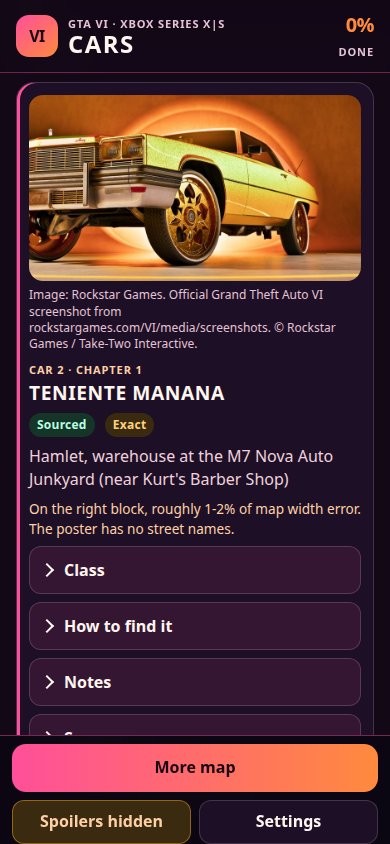 VI
GTA VI · XBOX SERIES X|S
CARS
0%
DONE
Image: Rockstar Games. Official Grand Theft Auto VI
screenshot from
rockstargames.com/VI/media/screenshots. © Rockstar
Games / Take-Two Interactive.
CAR 2 · CHAPTER 1
TENIENTE MANANA
Sourced
Exact
Hamlet, warehouse at the M7 Nova Auto
Junkyard (near Kurt's Barber Shop)
On the right block, roughly 1-2% of map width error.
The poster has no street names.
Class
How to find it
Notes
More map
Spoilers hidden
Settings